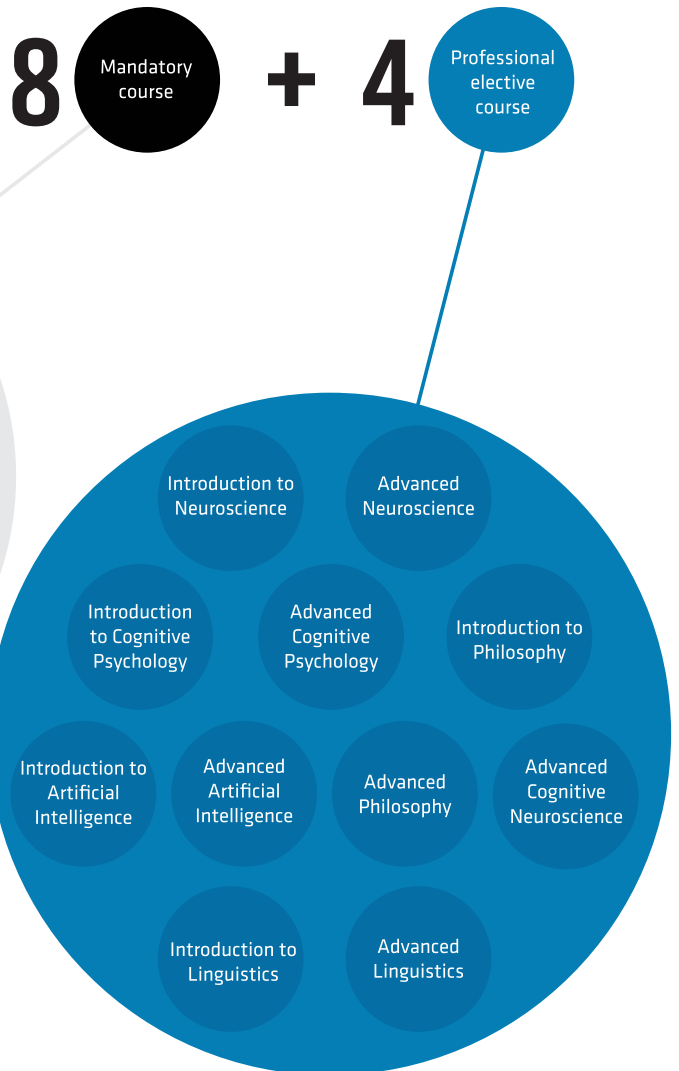 8
Mandatory
course
+
4
Professional
elective
course
Introduction to
Neuroscience
Advanced
Neuroscience
Introduction
to Cognitive
Psychology
Advanced
Cognitive
Psychology
Introduction to
Philosophy
Introduction to
Artificial
Intelligence
Advanced
Artificial
Intelligence
Advanced
Philosophy
Advanced
Cognitive
Neuroscience
Introduction to
Linguistics
Advanced
Linguistics